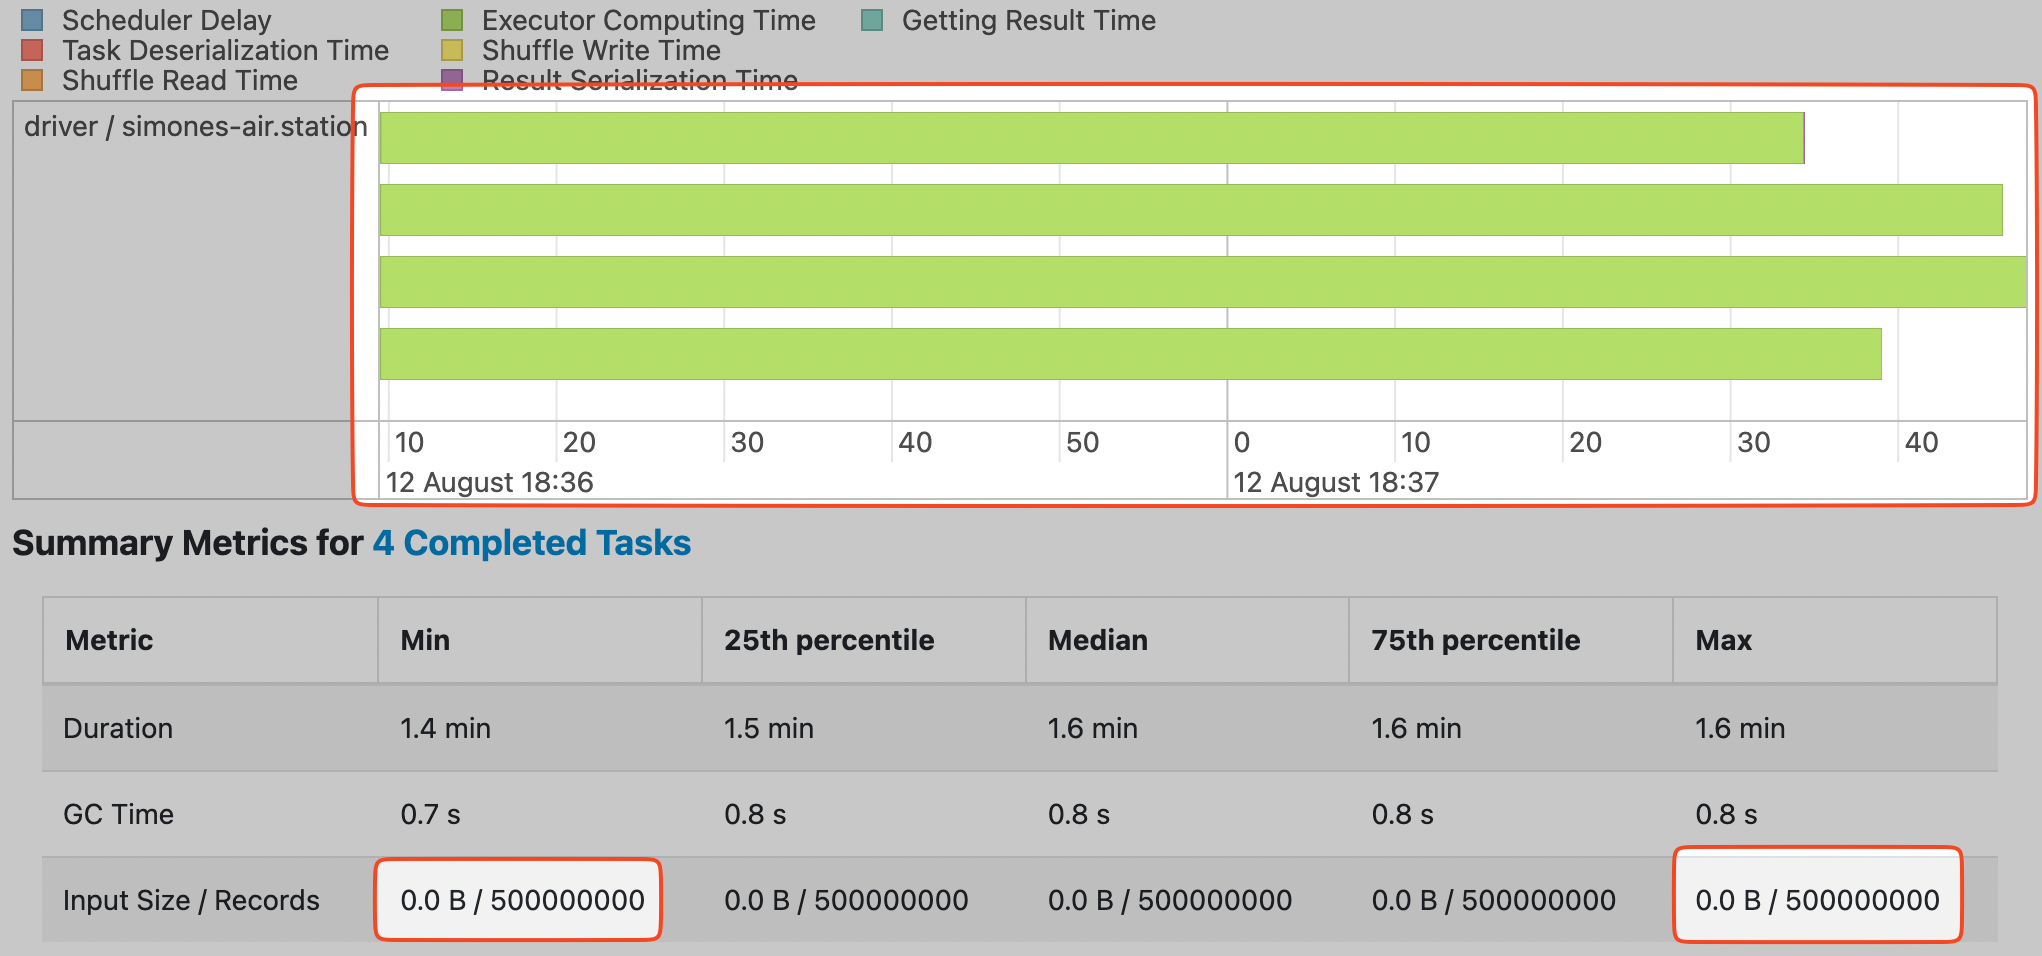 Scheduler Delay Executor Computing Time Getting Result Time
Task Deserialization Time Shuffle Write Time
Shuffle Read Time Result Serialization Time
driver / simones-air.station
10 20 30 40 50 0 10 20 30 40
12 August 18:36 12 August 18:37
Summary Metrics for 4 Completed Tasks
Metric Min 25th percentile Median 75th percentile Max
Duration 1.4 min 1.5 min 1.6 min 1.6 min 1.6 min
GC Time 0.7 s 0.8 s 0.8 s 0.8 s 0.8 s
Input Size / Records 0.0 B / 500000000 0.0 B / 500000000 0.0 B / 500000000 0.0 B / 500000000 0.0 B / 500000000